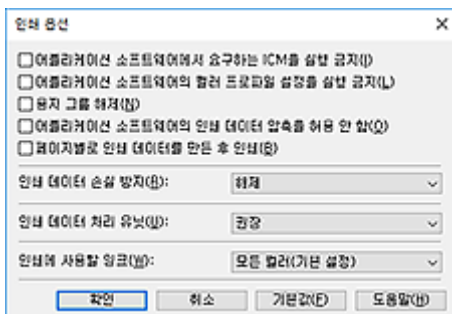 인쇄 옵션
어플리케이션 소프트웨어에서 요구하는 ICM을 실행 금지(I)
어플리케이션 소프트웨어의 컬러 프로파일 설정을 실행 금지(L)
용지 그룹 해제(N)
어플리케이션 소프트웨어의 인쇄 데이터 압축을 허용 안 함(O)
페이지별로 인쇄 데이터를 만든 후 인쇄(B)
인쇄 데이터 손실 방지(R): 해제
인쇄 데이터 처리 유닛(U): 권장
인쇄에 사용할 잉크(W): 모든 컬러(기본 설정)
확인 취소 기본값(F) 도움말(H)